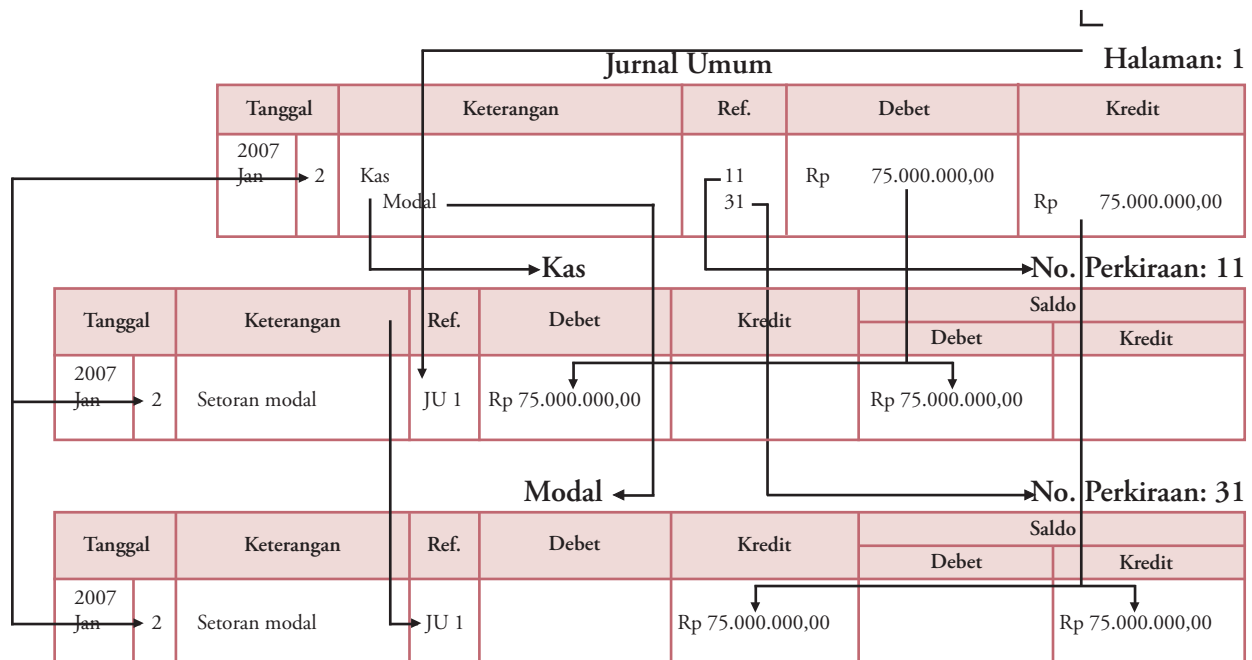 Jurnal Umum Halaman: 1
Tanggal Keterangan Ref. Debet Kredit
2007
Jan 2 Kas 11 Rp 75.000.000,00
Modal 31 Rp 75.000.000,00
Kas No. Perkiraan: 11
Tanggal Keterangan Ref. Debet Kredit Saldo
Debet Kredit
2007
Jan 2 Setoran modal JU 1 Rp 75.000.000,00 Rp 75.000.000,00
Modal No. Perkiraan: 31
Tanggal Keterangan Ref. Debet Kredit Saldo
Debet Kredit
2007
Jan 2 Setoran modal JU 1 Rp 75.000.000,00 Rp 75.000.000,00